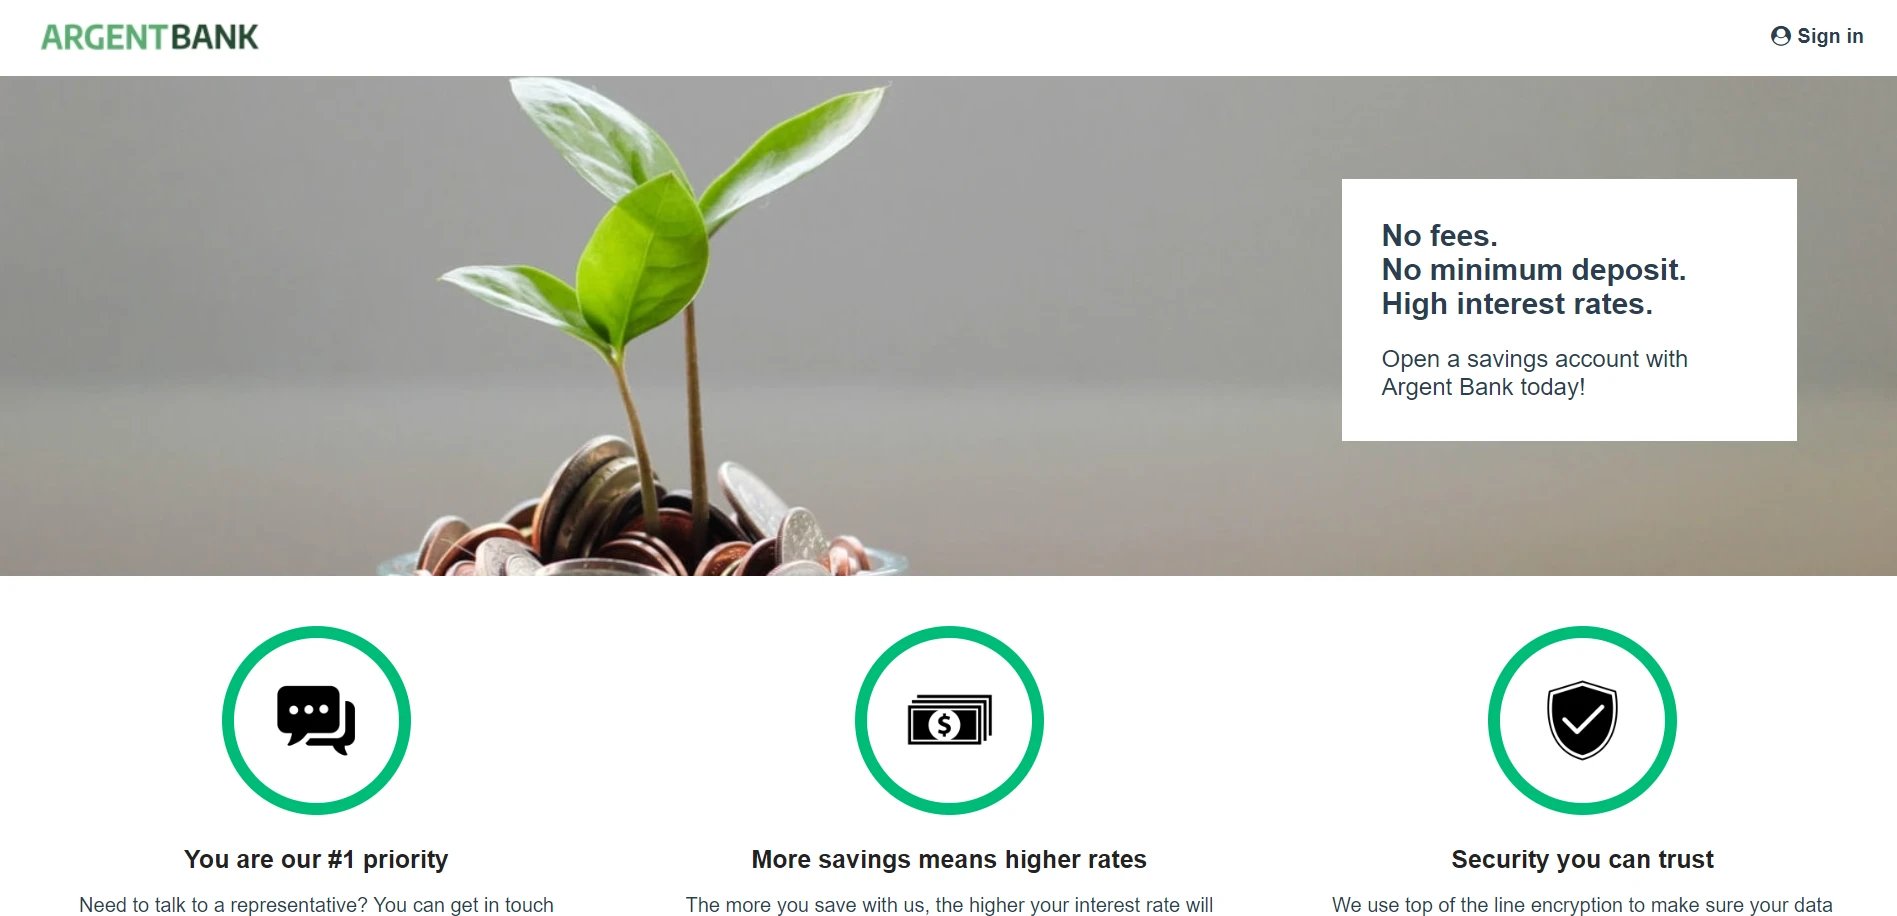 ARGENTBANK
Sign in
No fees.
No minimum deposit.
High interest rates.
Open a savings account with
Argent Bank today!
$
You are our #1 priority
Need to talk to a representative? You can get in touch
More savings means higher rates
The more you save with us, the higher your interest rate will
Security you can trust
We use top of the line encryption to make sure your data